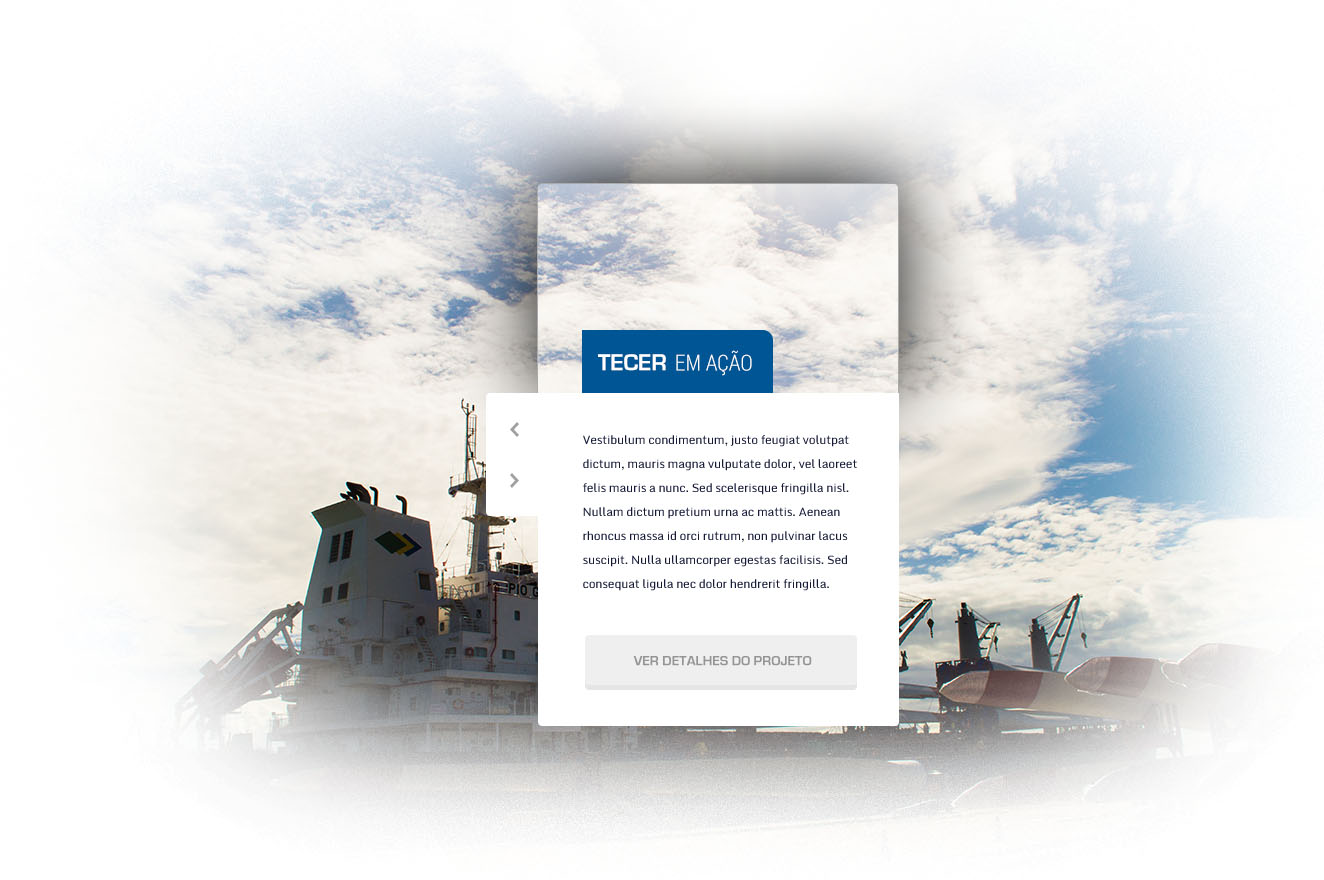 TECER EM AÇÃO
Vestibulum condimentum, justo feugiat volutpat
dictum, mauris magna vulputate dolor, vel laoreet
felis mauris a nunc. Sed scelerisque fringilla nisl.
Nullam dictum pretium urna ac mattis. Aenean
rhoncus massa id orci rutrum, non pulvinar lacus
suscipit. Nulla ullamcorper egestas facilisis. Sed
consequat ligula nec dolor hendrerit fringilla.
PIO
VER DETALHES DO PROJETO